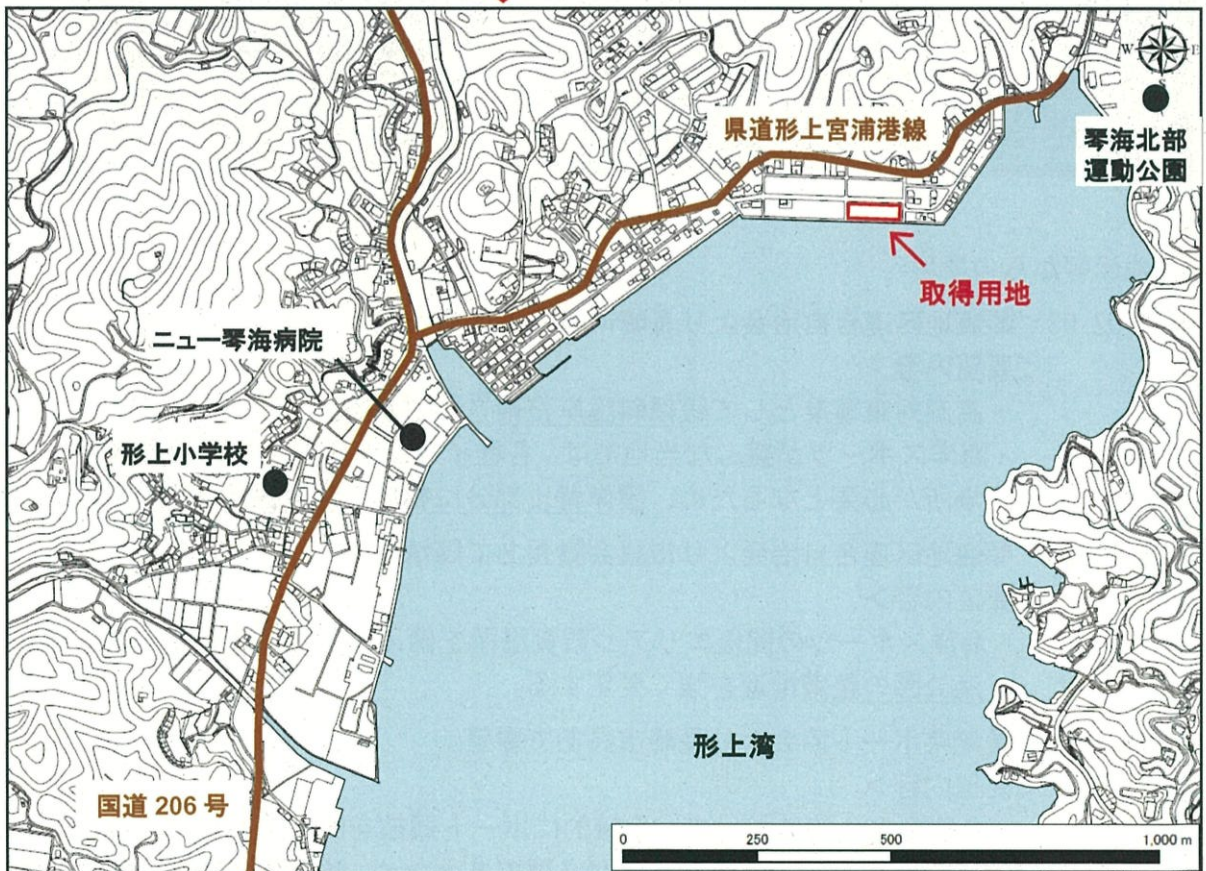 N
W
E
県道形上宮浦港線
琴海北部
運動公園
取得用地
ニュー琴海病院
形上小学校
形上湾
国道 206 号
0 250 500 1,000 m